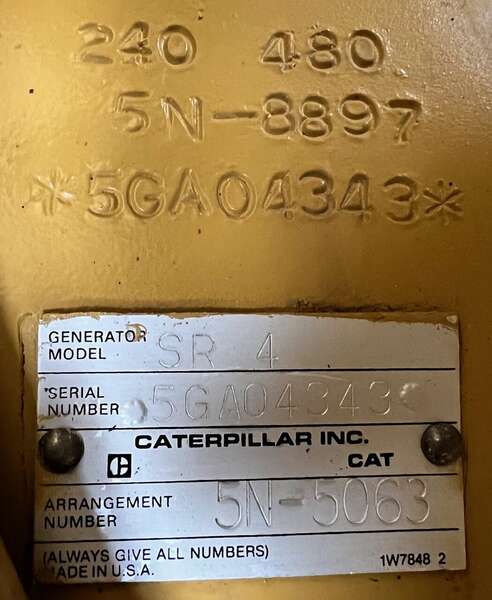 240 480
5N-8897
*5GA04343*
GENERATOR MODEL SR 4
SERIAL NUMBER 5GA04343
CATERPILLAR INC.
C CAT
ARRANGEMENT NUMBER 5N-5063
(ALWAYS GIVE ALL NUMBERS)
MADE IN U.S.A. 1W7848 2